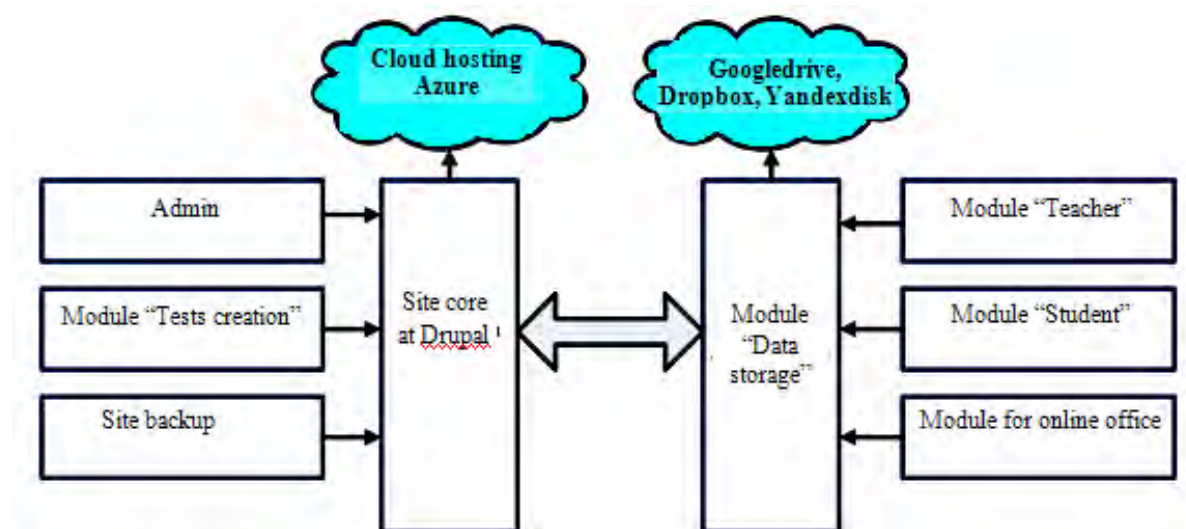 Cloud hosting
Azure
Googledrive,
Dropbox, Yandexdisk
Admin
Module “Tests creation”
Site backup
Site core
at Drupal
Module
“Data
storage”
Module “Teacher”
Module “Student”
Module for online office